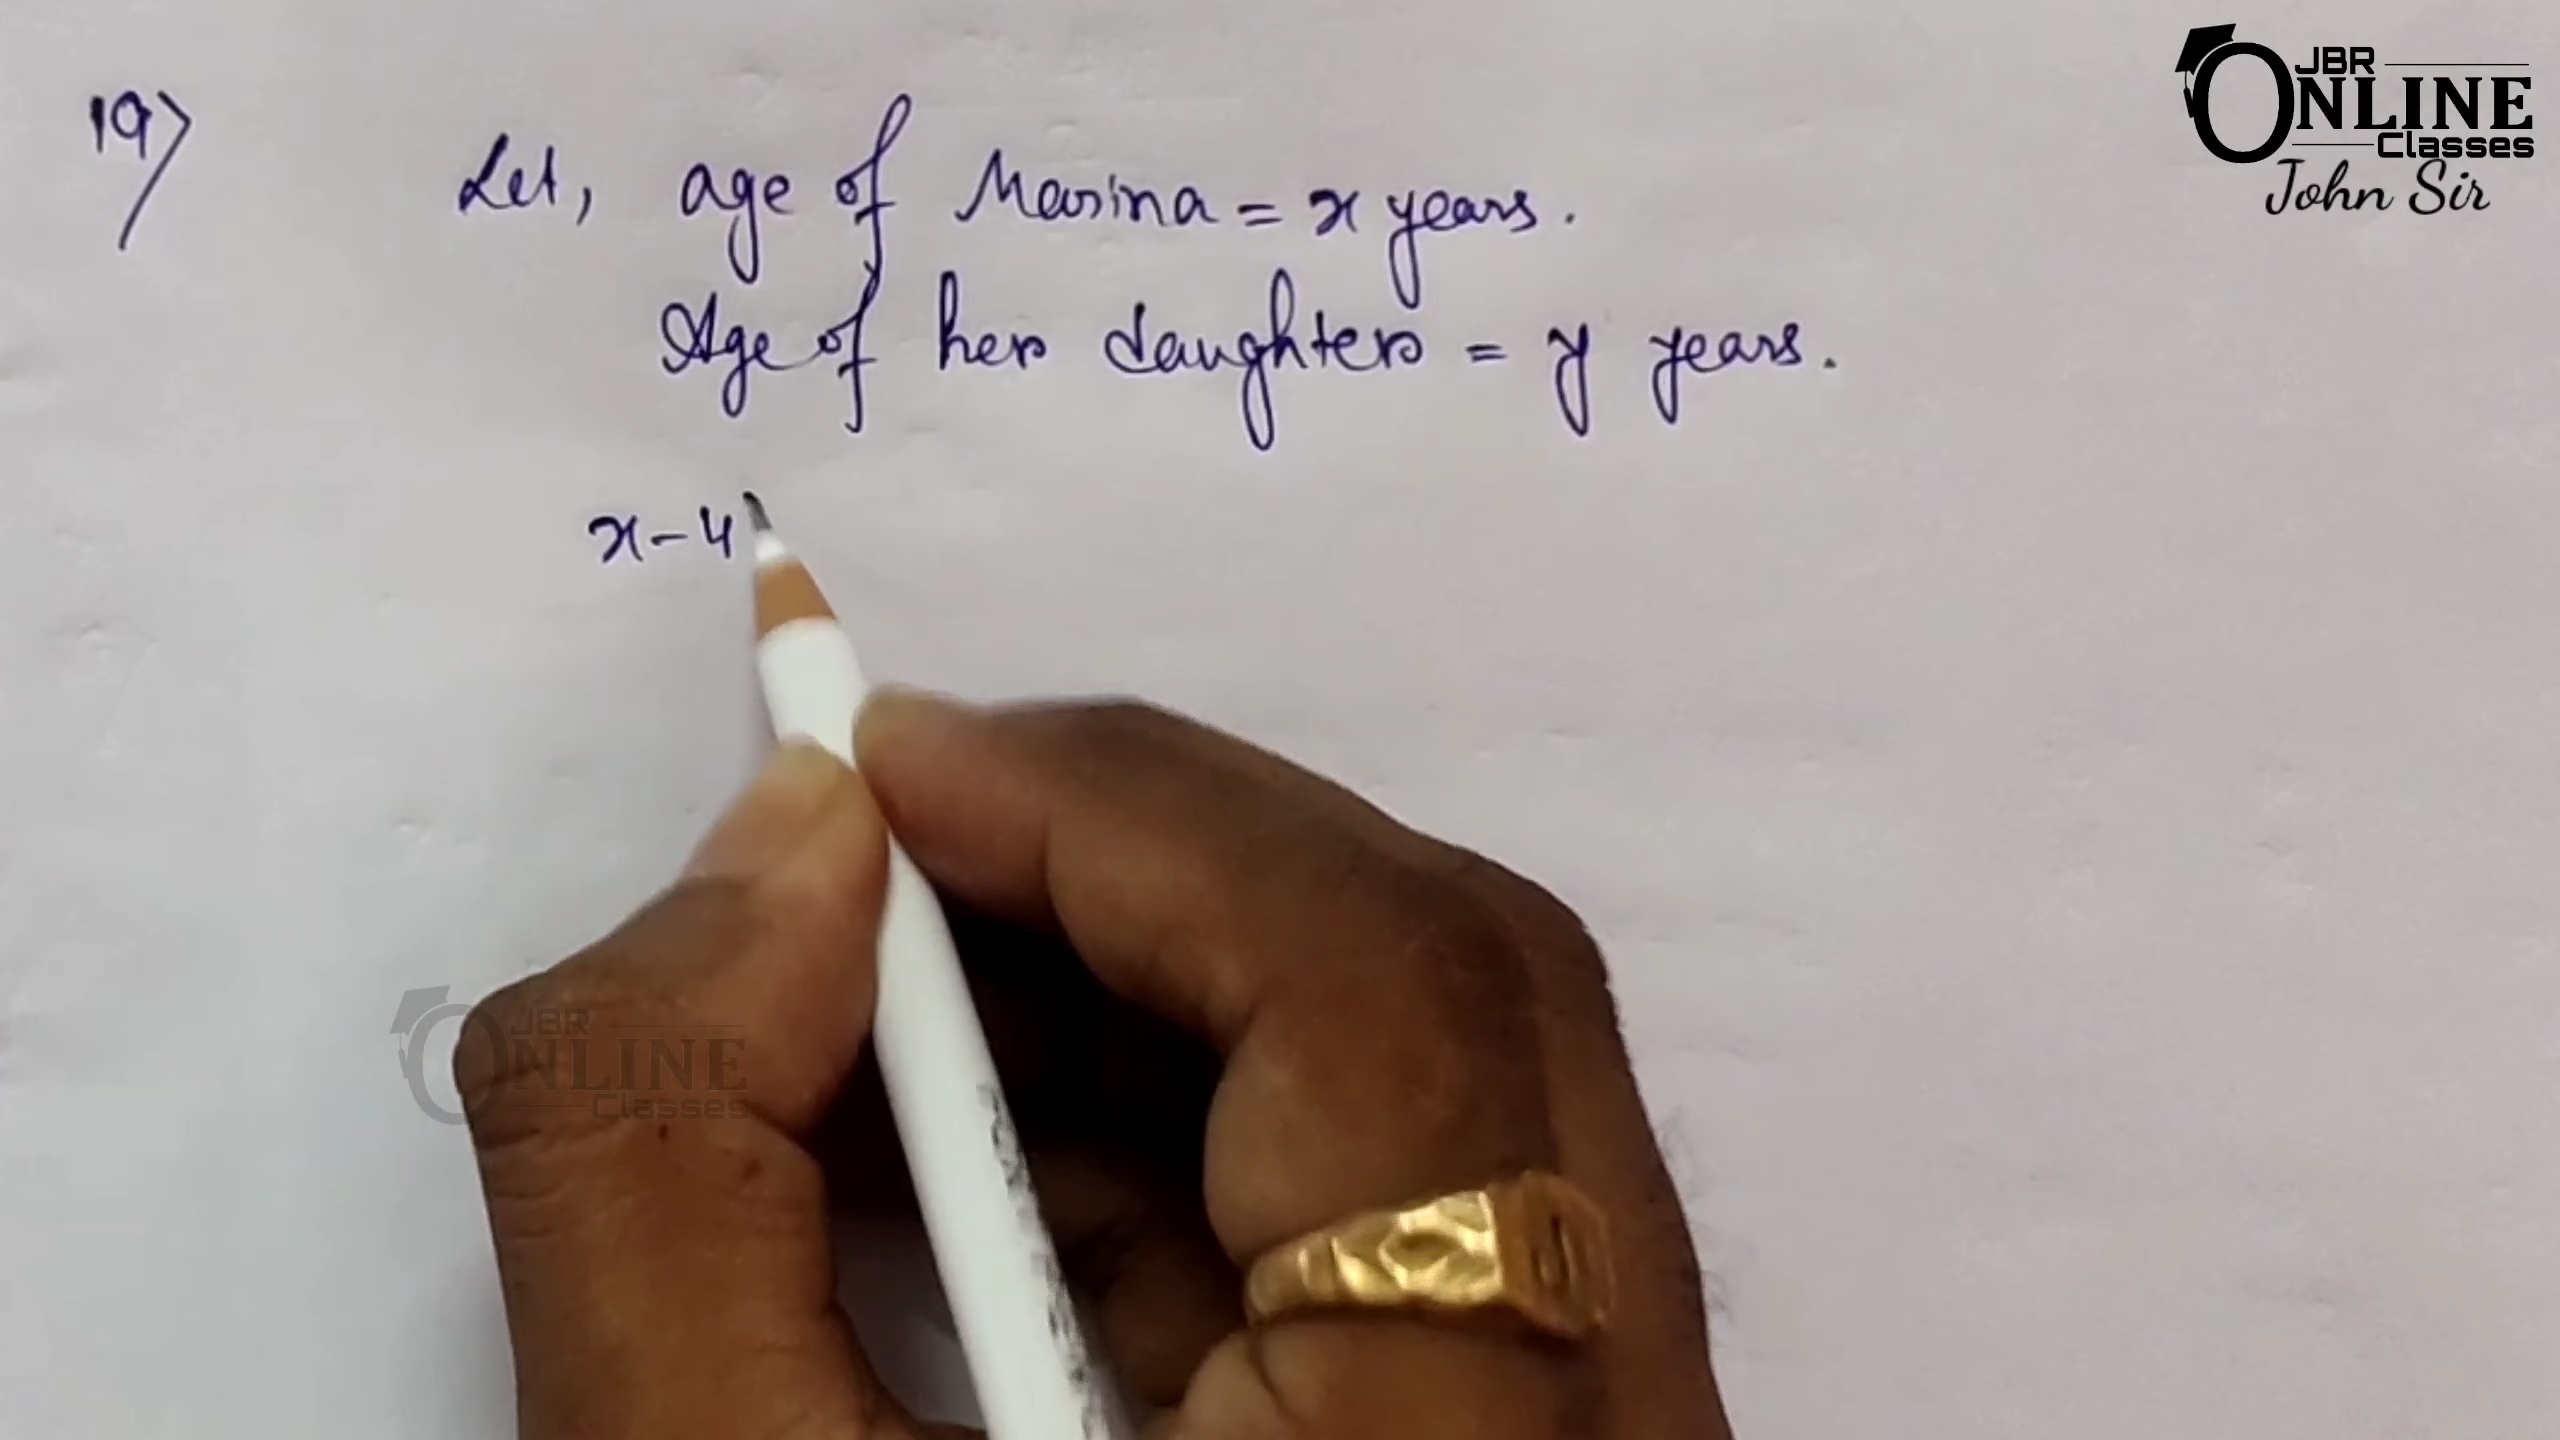 19)
Let, age of Marina = x years.
Age of her daughter = y years.
x-4
JBR
ONLINE
Classes
John Sir
JBR
ONLINE
Classes